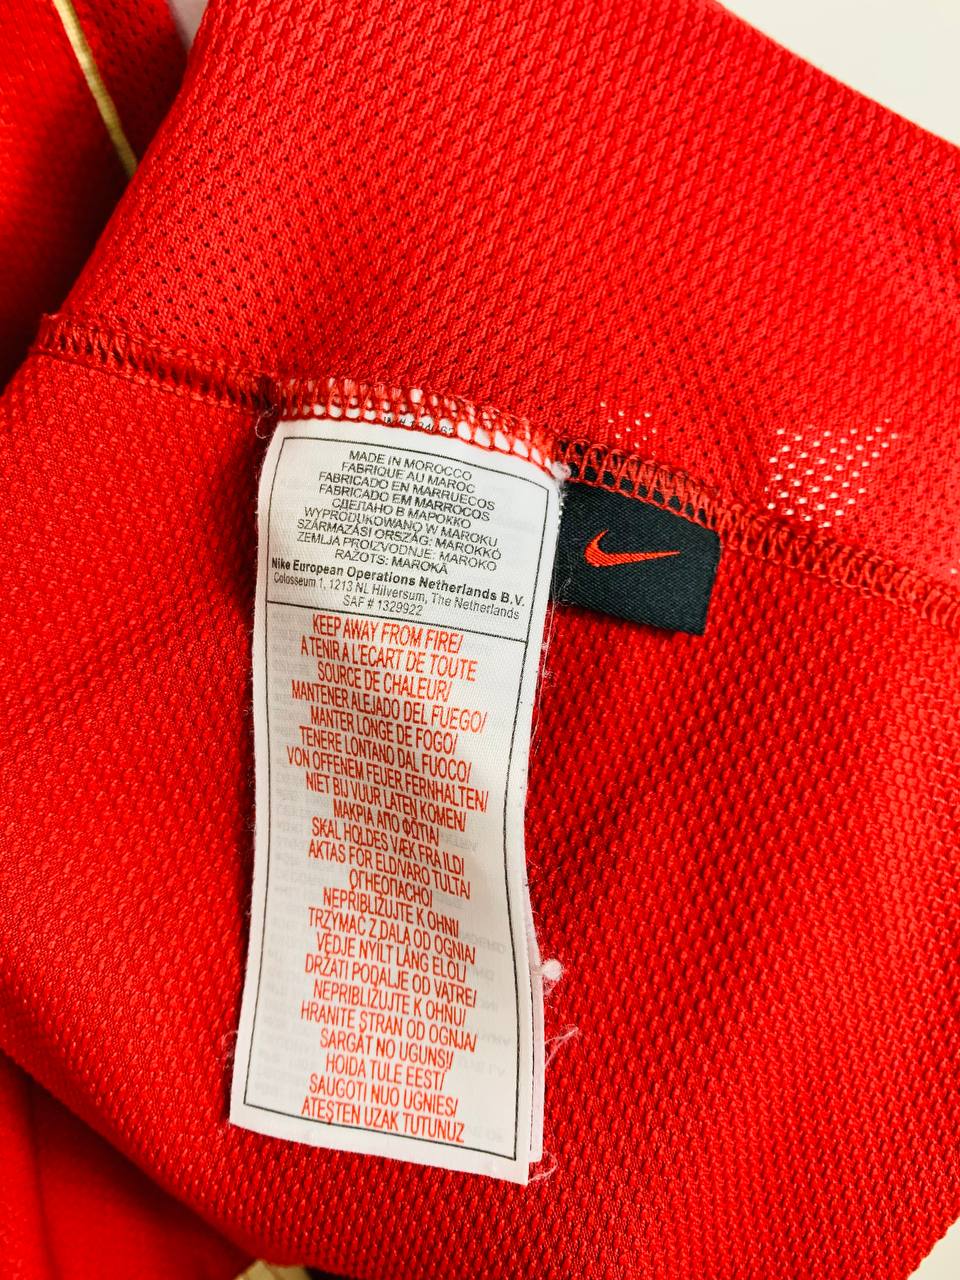 MADE IN MOROCCO
FABRIQUE AU MAROC
FABRICADO EN MARRUECOS
FABRICADO EM MARROCOS
СДЕЛАНО В МАРОККО
WYPRODUKOWANO W MAROKU
SZÁRMAZÁSI ORSZÁG: MAROKKÓ
ZEMLJA PROIZVODNJE: MAROKO
RAŽOTS: MAROKĀ
Nike European Operations Netherlands B.V.
Colosseum 1, 1213 NL Hilversum, The Netherlands
SAF # 1329922
KEEP AWAY FROM FIRE/
A TENIR A L'ECART DE TOUTE
SOURCE DE CHALEUR/
MANTENER ALEJADO DEL FUEGO/
MANTER LONGE DE FOGO/
TENERE LONTANO DAL FUOCO/
VON OFFENEM FEUER FERNHALTEN/
NIET BIJ VUUR LATEN KOMEN/
ΜΑΚΡΙΑ ΑΠΟ ΦΩΤΙΑ/
SKAL HOLDES VÆK FRA ILD/
AKTAS FÖR ELD/VARO TULTA/
ОГНЕОПАСНО/
NEPŘIBLIŽUJTE K OHNI/
TRZYMAĆ Z DALA OD OGNIA/
VEDJE NYÍLT LANG ELÖL/
DRŽATI PODALJE OD VATRE/
NEPRIBLIŽUJTE K OHNU/
HRANITE STRAN OD OGNJA/
SARGĀT NO UGUNS!/
HOIDA TULE EEST/
SAUGOTI NUO UGNIES/
ATEŞTEN UZAK TUTUNUZ